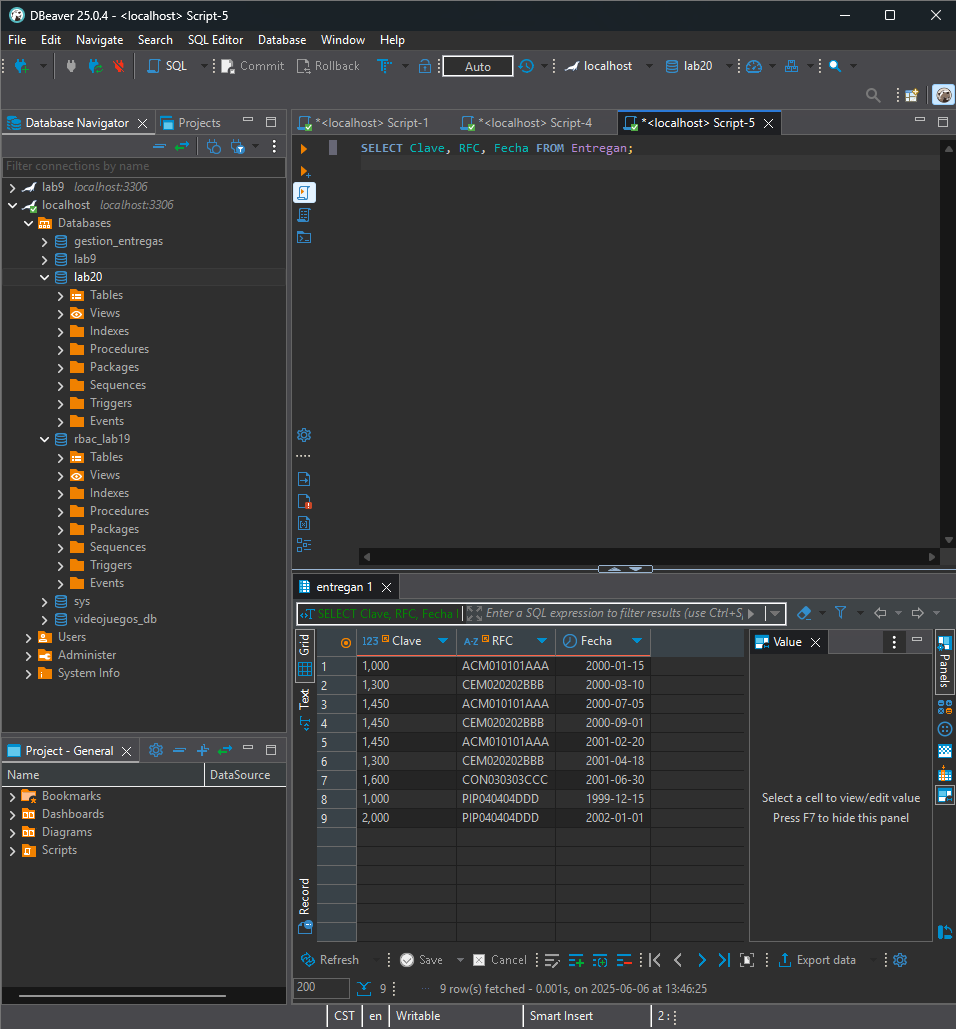 DBeaver 25.0.4 - <localhost> Script-5
File Edit Navigate Search SQL Editor Database Window Help
SQL Commit Rollback Auto localhost lab20
Database Navigator Projects
Filter connections by name
lab9 localhost:3306
localhost localhost:3306
Databases
gestion_entregas
lab9
lab20
Tables
Views
Indexes
Procedures
Packages
Sequences
Triggers
Events
rbac_lab19
Tables
Views
Indexes
Procedures
Packages
Sequences
Triggers
Events
sys
videojuegos_db
Users
Administer
System Info
Project - General
Name DataSource
Bookmarks
Dashboards
Diagrams
Scripts
*<localhost> Script-1 *<localhost> Script-4 *<localhost> Script-5
SELECT Clave, RFC, Fecha FROM Entregan;
entregan 1
SELECT Clave, RFC, Fecha Enter a SQL expression to filter results (use Ctrl+S
Grid
Text
Record
123 Clave A-Z RFC Fecha
1 1,000 ACM010101AAA 2000-01-15
2 1,300 CEM020202BBB 2000-03-10
3 1,450 ACM010101AAA 2000-07-05
4 1,450 CEM020202BBB 2000-09-01
5 1,450 ACM010101AAA 2001-02-20
6 1,300 CEM020202BBB 2001-04-18
7 1,600 CON030303CCC 2001-06-30
8 1,000 PIP040404DDD 1999-12-15
9 2,000 PIP040404DDD 2002-01-01
Value
Select a cell to view/edit value
Press F7 to hide this panel
Panels
Refresh Save Cancel Export data
200 9 9 row(s) fetched - 0.001s, on 2025-06-06 at 13:46:25
CST en Writable Smart Insert 2 :